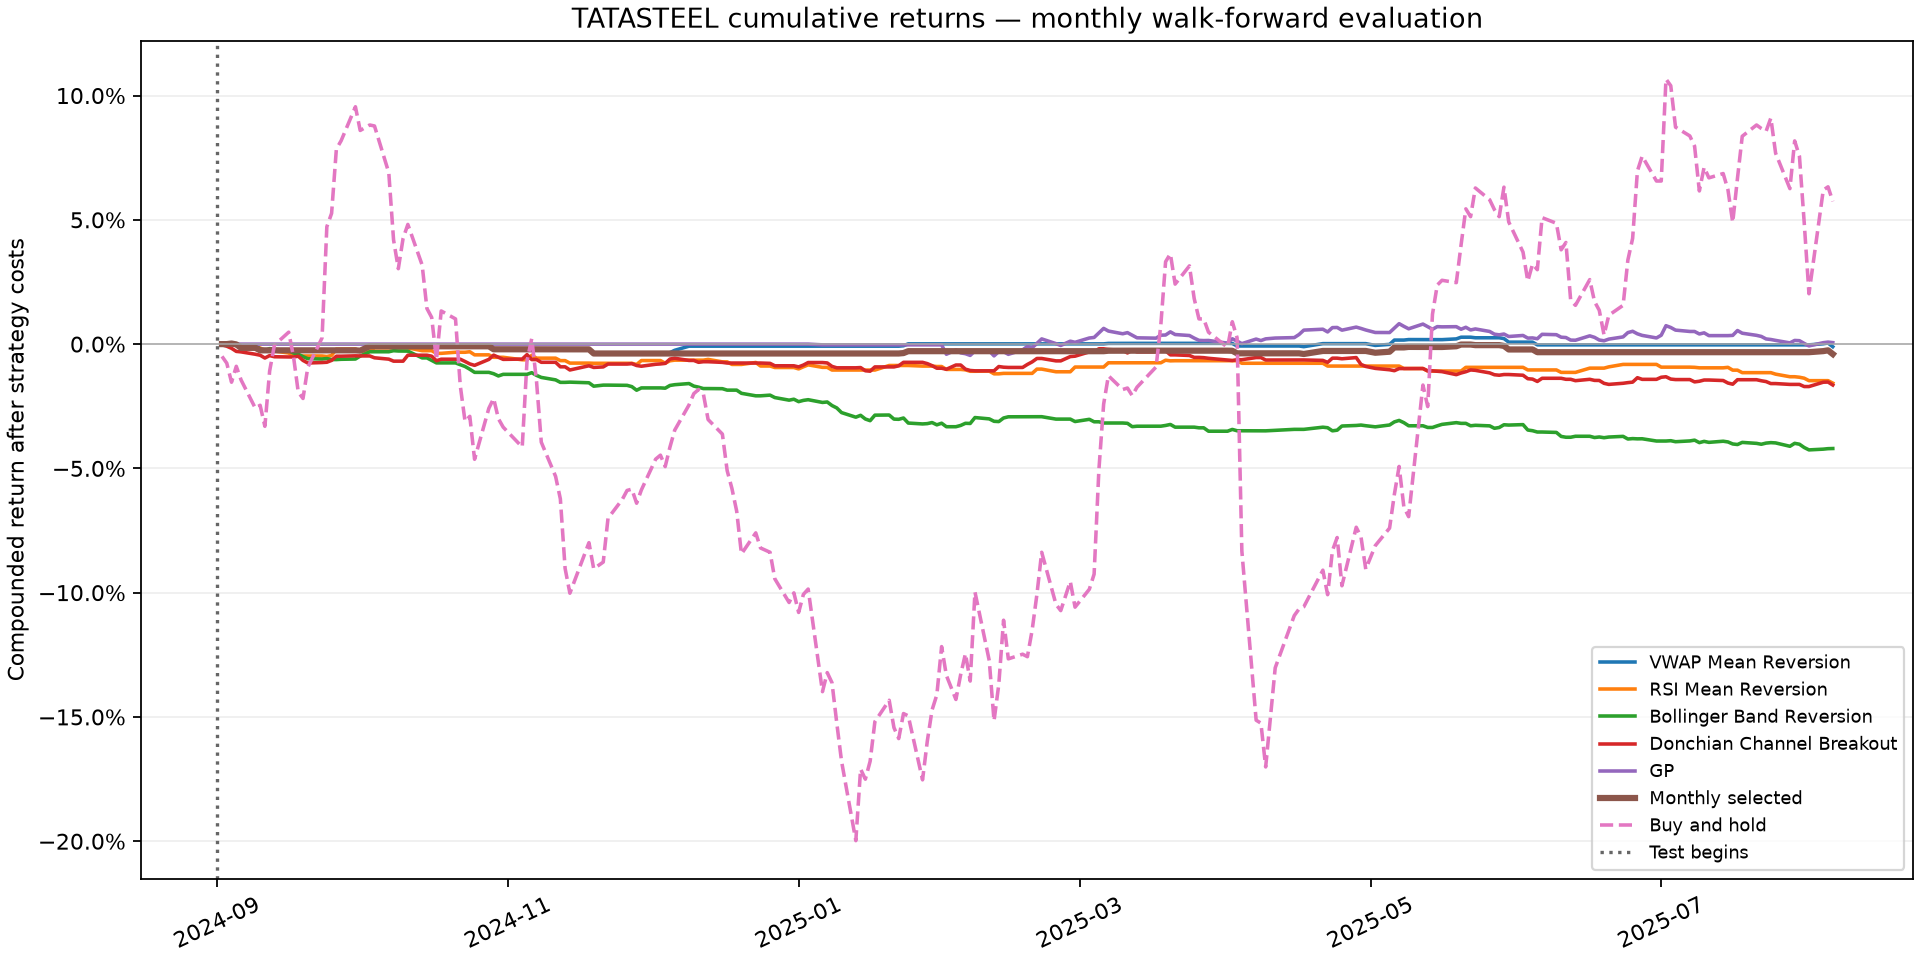 TATASTEEL cumulative returns — monthly walk-forward evaluation
Compounded return after strategy costs
10.0%
5.0%
0.0%
−5.0%
−10.0%
−15.0%
−20.0%
2024-09
2024-11
2025-01
2025-03
2025-05
2025-07
VWAP Mean Reversion
RSI Mean Reversion
Bollinger Band Reversion
Donchian Channel Breakout
GP
Monthly selected
Buy and hold
Test begins